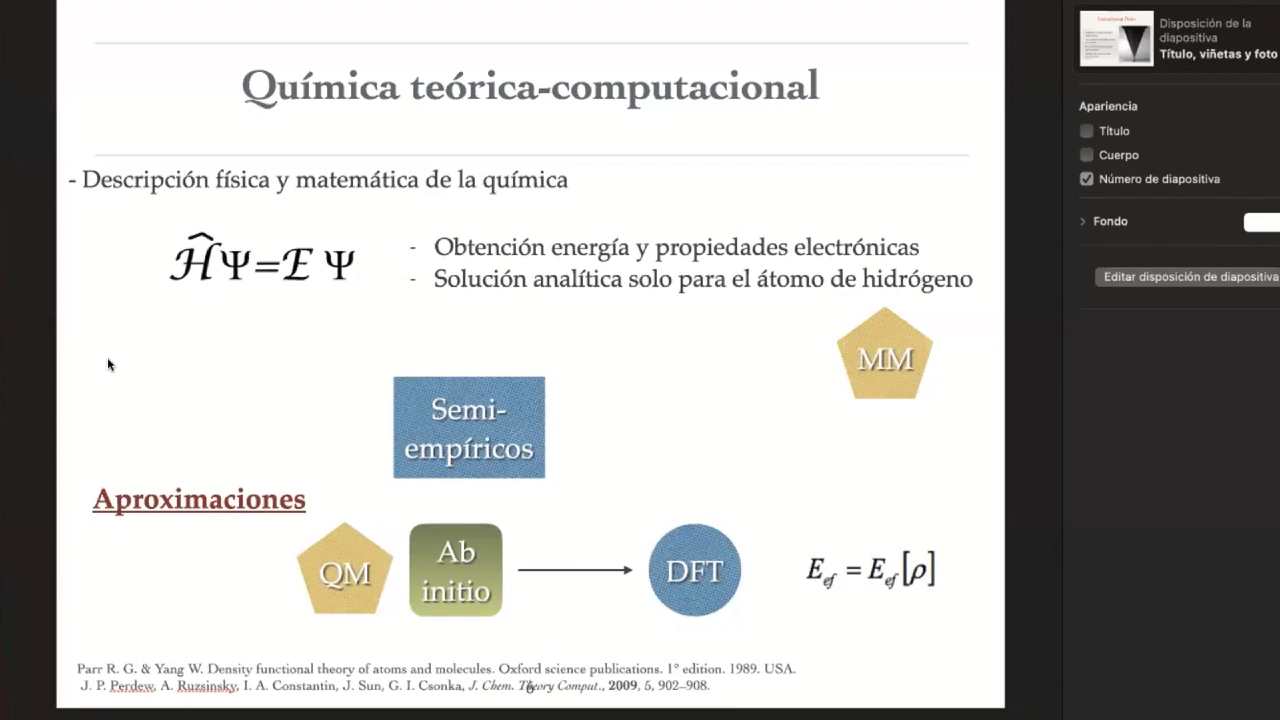 Química teórica-computacional
- Descripción física y matemática de la química
ĤΨ=E Ψ
- Obtención energía y propiedades electrónicas
- Solución analítica solo para el átomo de hidrógeno
MM
Semi-
empíricos
Aproximaciones
QM
Ab
initio
DFT
E_ef = E_ef[ρ]
Parr R. G. & Yang W. Density functional theory of atoms and molecules. Oxford science publications. 1° edition. 1989. USA.
J. P. Perdew, A. Ruzsinsky, I. A. Constantin, J. Sun, G. I. Csonka, J. Chem. Theory Comput., 2009, 5, 902–908.
6
Disposición de la
diapositiva
Título, viñetas y foto
Apariencia
Título
Cuerpo
Número de diapositiva
Fondo
Editar disposición de diapositiva